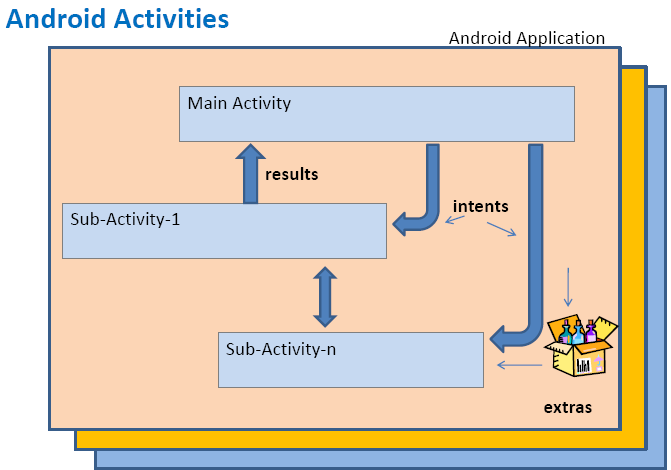 Android Activities
Android Application
Main Activity
results
Sub-Activity-1
intents
Sub-Activity-n
extras